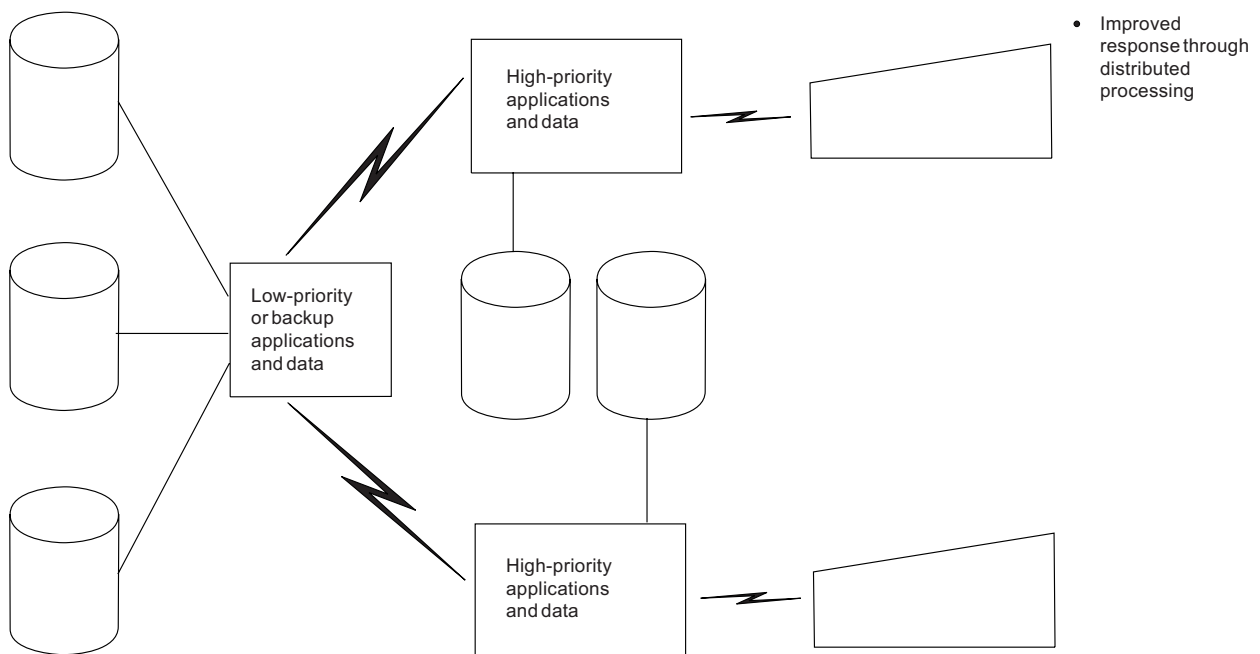 • Improved
response through
distributed
processing
High-priority
applications
and data
Low-priority
or backup
applications
and data
High-priority
applications
and data